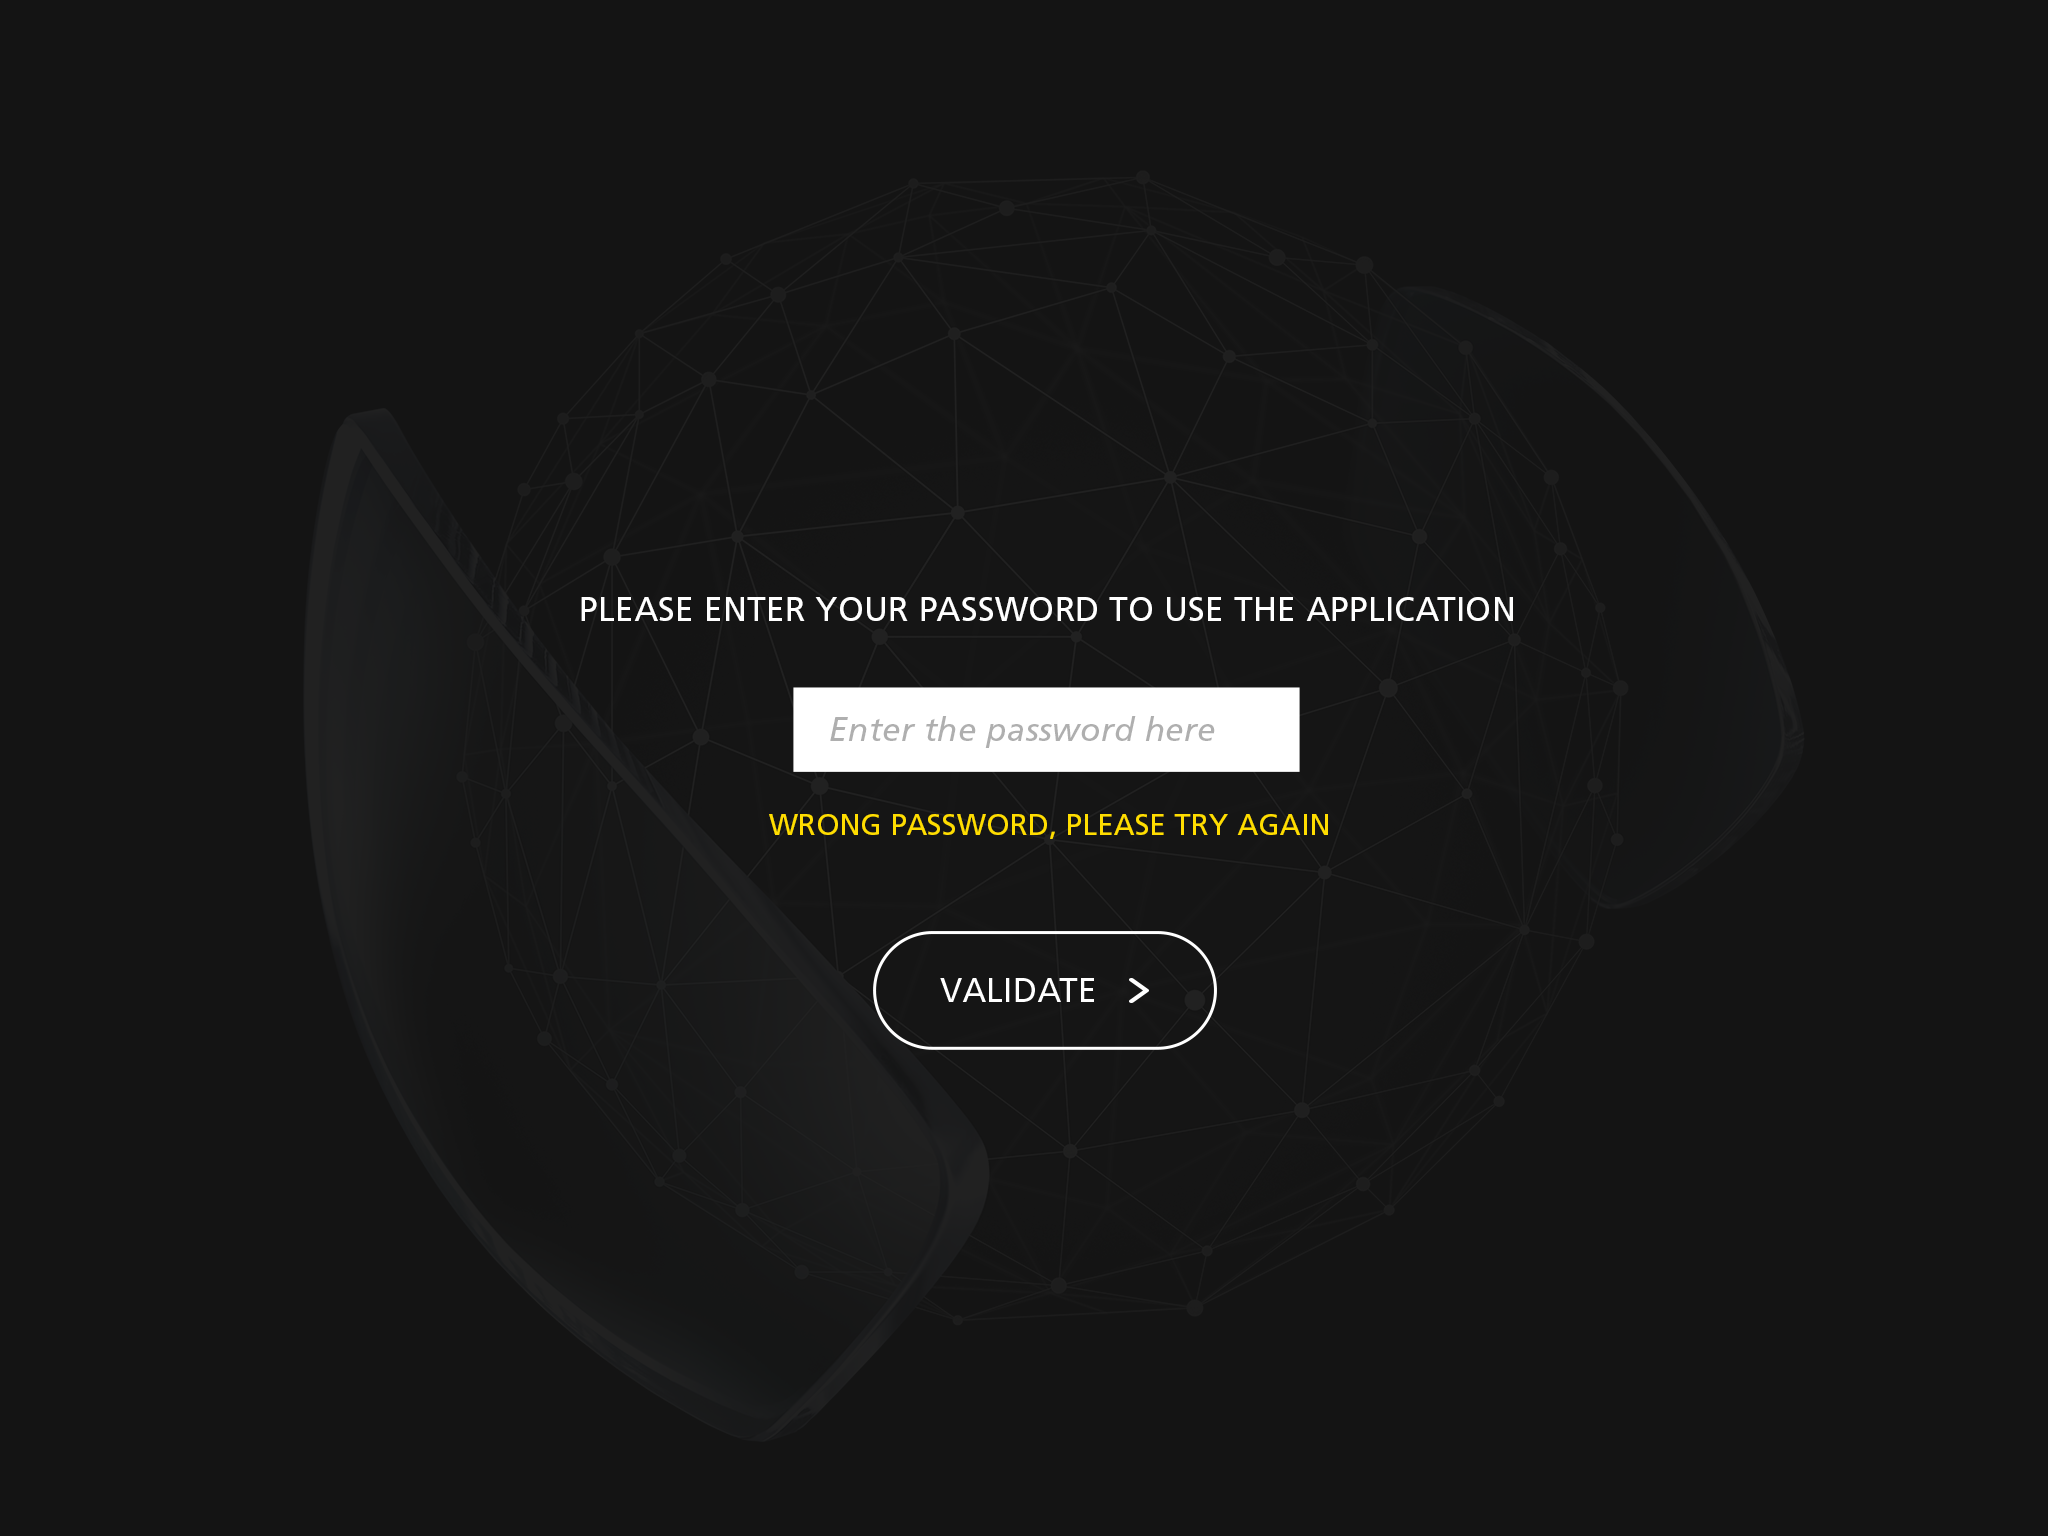 PLEASE ENTER YOUR PASSWORD TO USE THE APPLICATION
Enter the password here
WRONG PASSWORD, PLEASE TRY AGAIN
VALIDATE